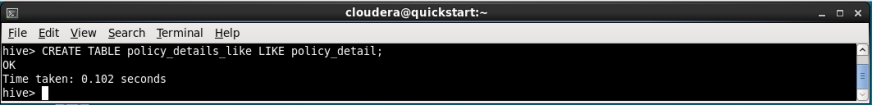 cloudera@quickstart:~
File Edit View Search Terminal Help
hive> CREATE TABLE policy_details_like LIKE policy_detail;
OK
Time taken: 0.102 seconds
hive>